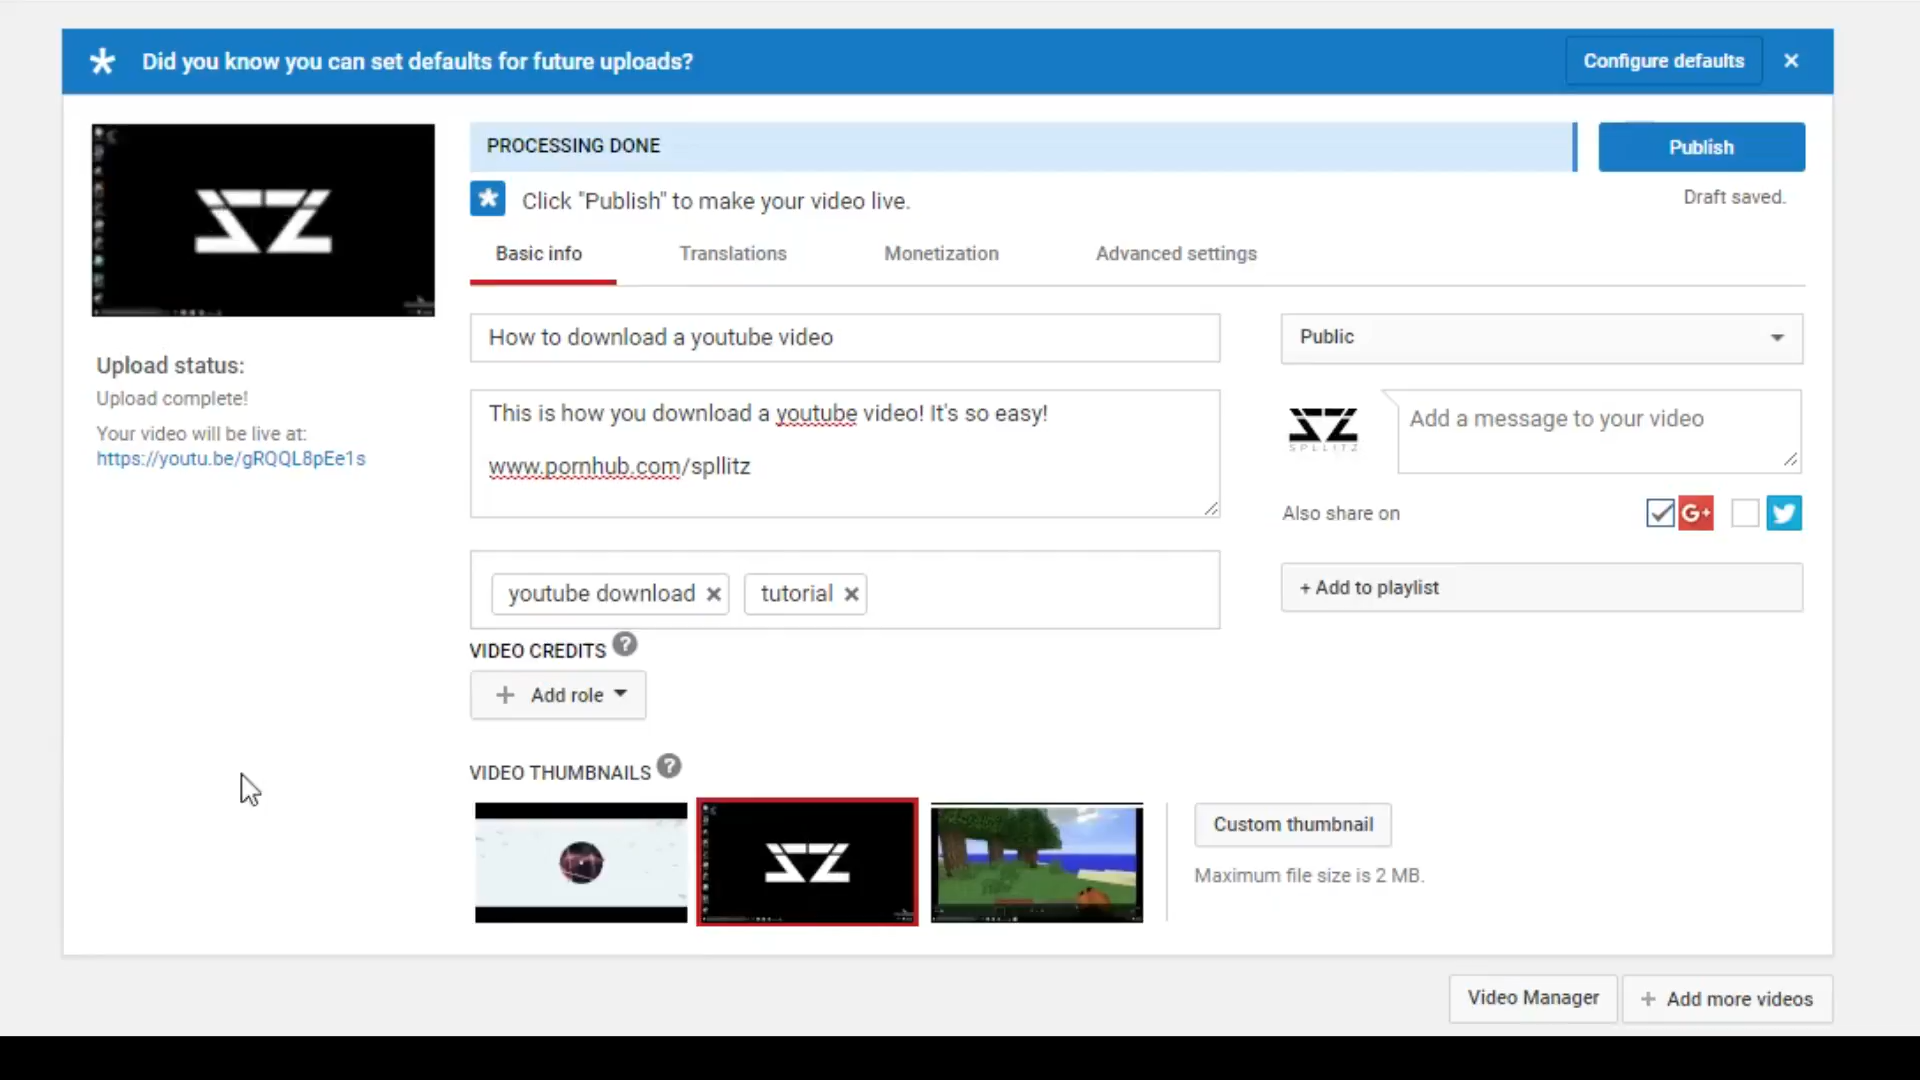 Did you know you can set defaults for future uploads?
Configure defaults
PROCESSING DONE
Publish
Click "Publish" to make your video live.
Draft saved.
Basic info
Translations
Monetization
Advanced settings
How to download a youtube video
Public
Upload status:
Upload complete!
Your video will be live at:
https://youtu.be/gRQQL8pEe1s
This is how you download a youtube video! It's so easy!
www.pornhub.com/spllitz
SZ
SPLLITZ
Add a message to your video
Also share on
G+
+ Add to playlist
youtube download
tutorial
VIDEO CREDITS ?
+ Add role
VIDEO THUMBNAILS ?
SZ
Custom thumbnail
Maximum file size is 2 MB.
Video Manager
+ Add more videos